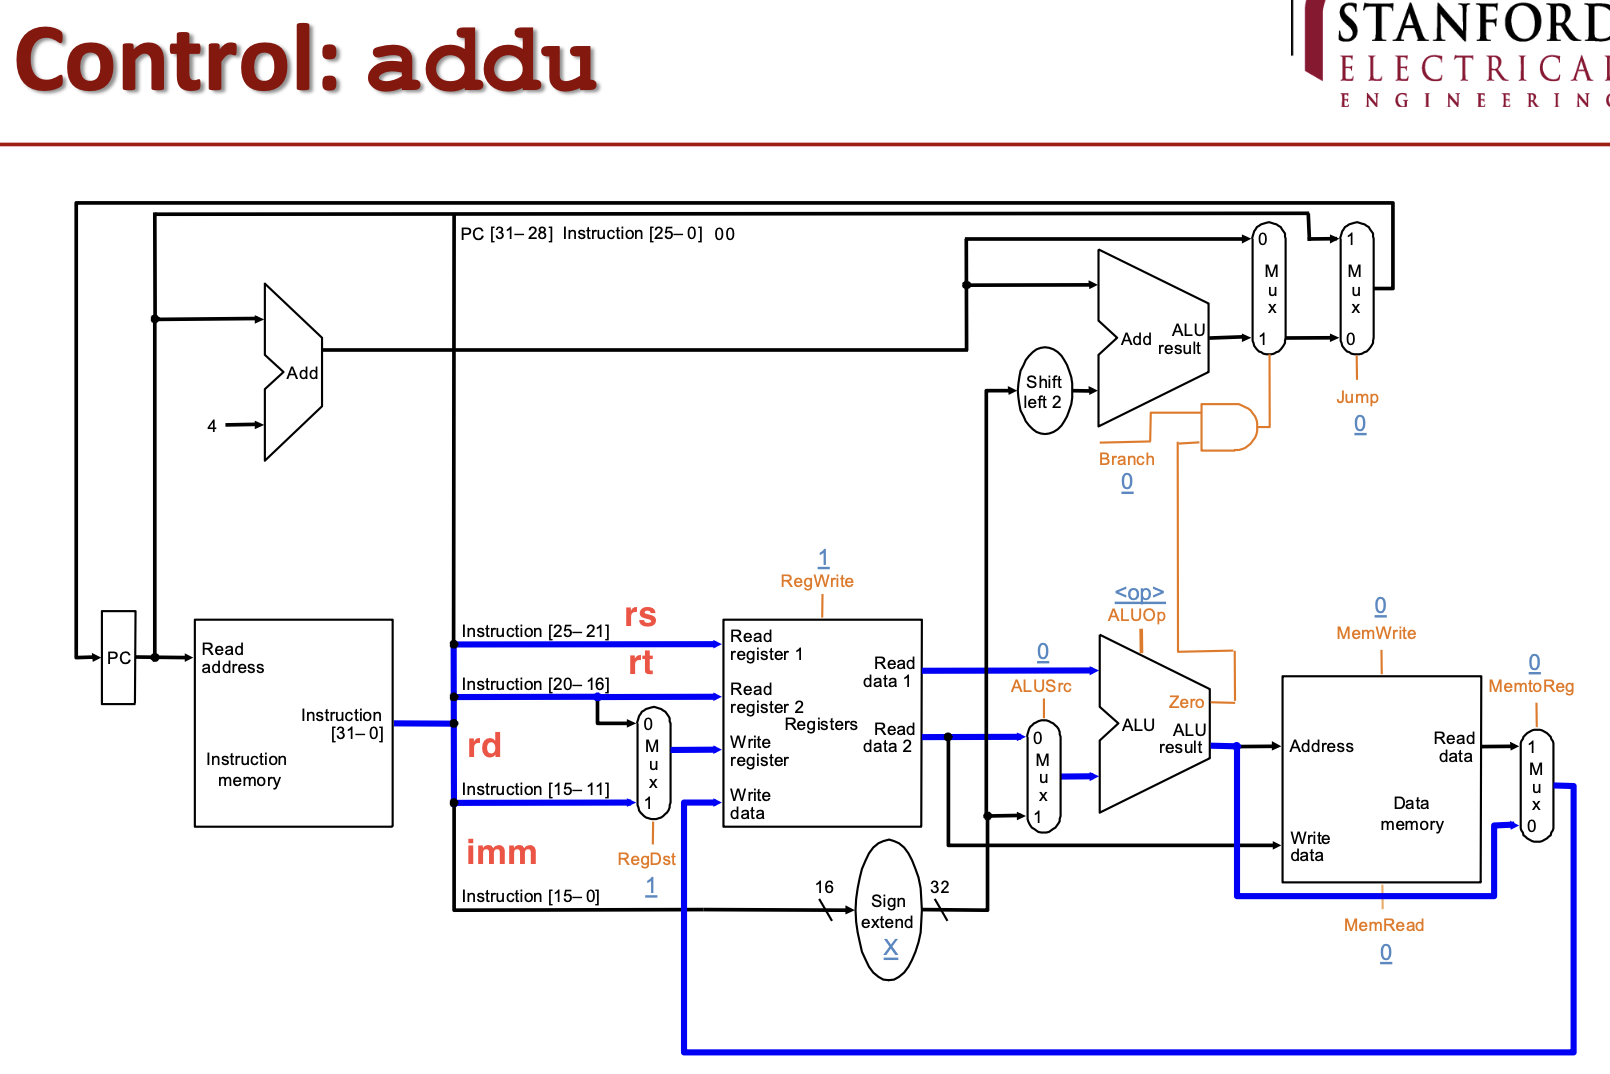 Control: addu
STANFORD
ELECTRICAL
ENGINEERING
PC [31–28] Instruction [25–0] 00
0
M
u
x
1
1
M
u
x
0
Add
ALU
result
Add
4
Shift
left 2
Jump
0
Branch
0
1
RegWrite
<op>
ALUOp
0
MemWrite
0
MemtoReg
0
ALUSrc
rs
Instruction [25–21]
rt
Instruction [20–16]
rd
Instruction [15–11]
imm
Instruction [15–0]
PC
Read
address
Instruction
[31–0]
Instruction
memory
0
M
u
x
1
RegDst
1
Read
register 1
Read
register 2
Write
register
Write
data
Registers
Read
data 1
Read
data 2
0
M
u
x
1
Zero
ALU
ALU
result
Address
Read
data
Data
memory
Write
data
1
M
u
x
0
MemRead
0
16
Sign
extend
X
32